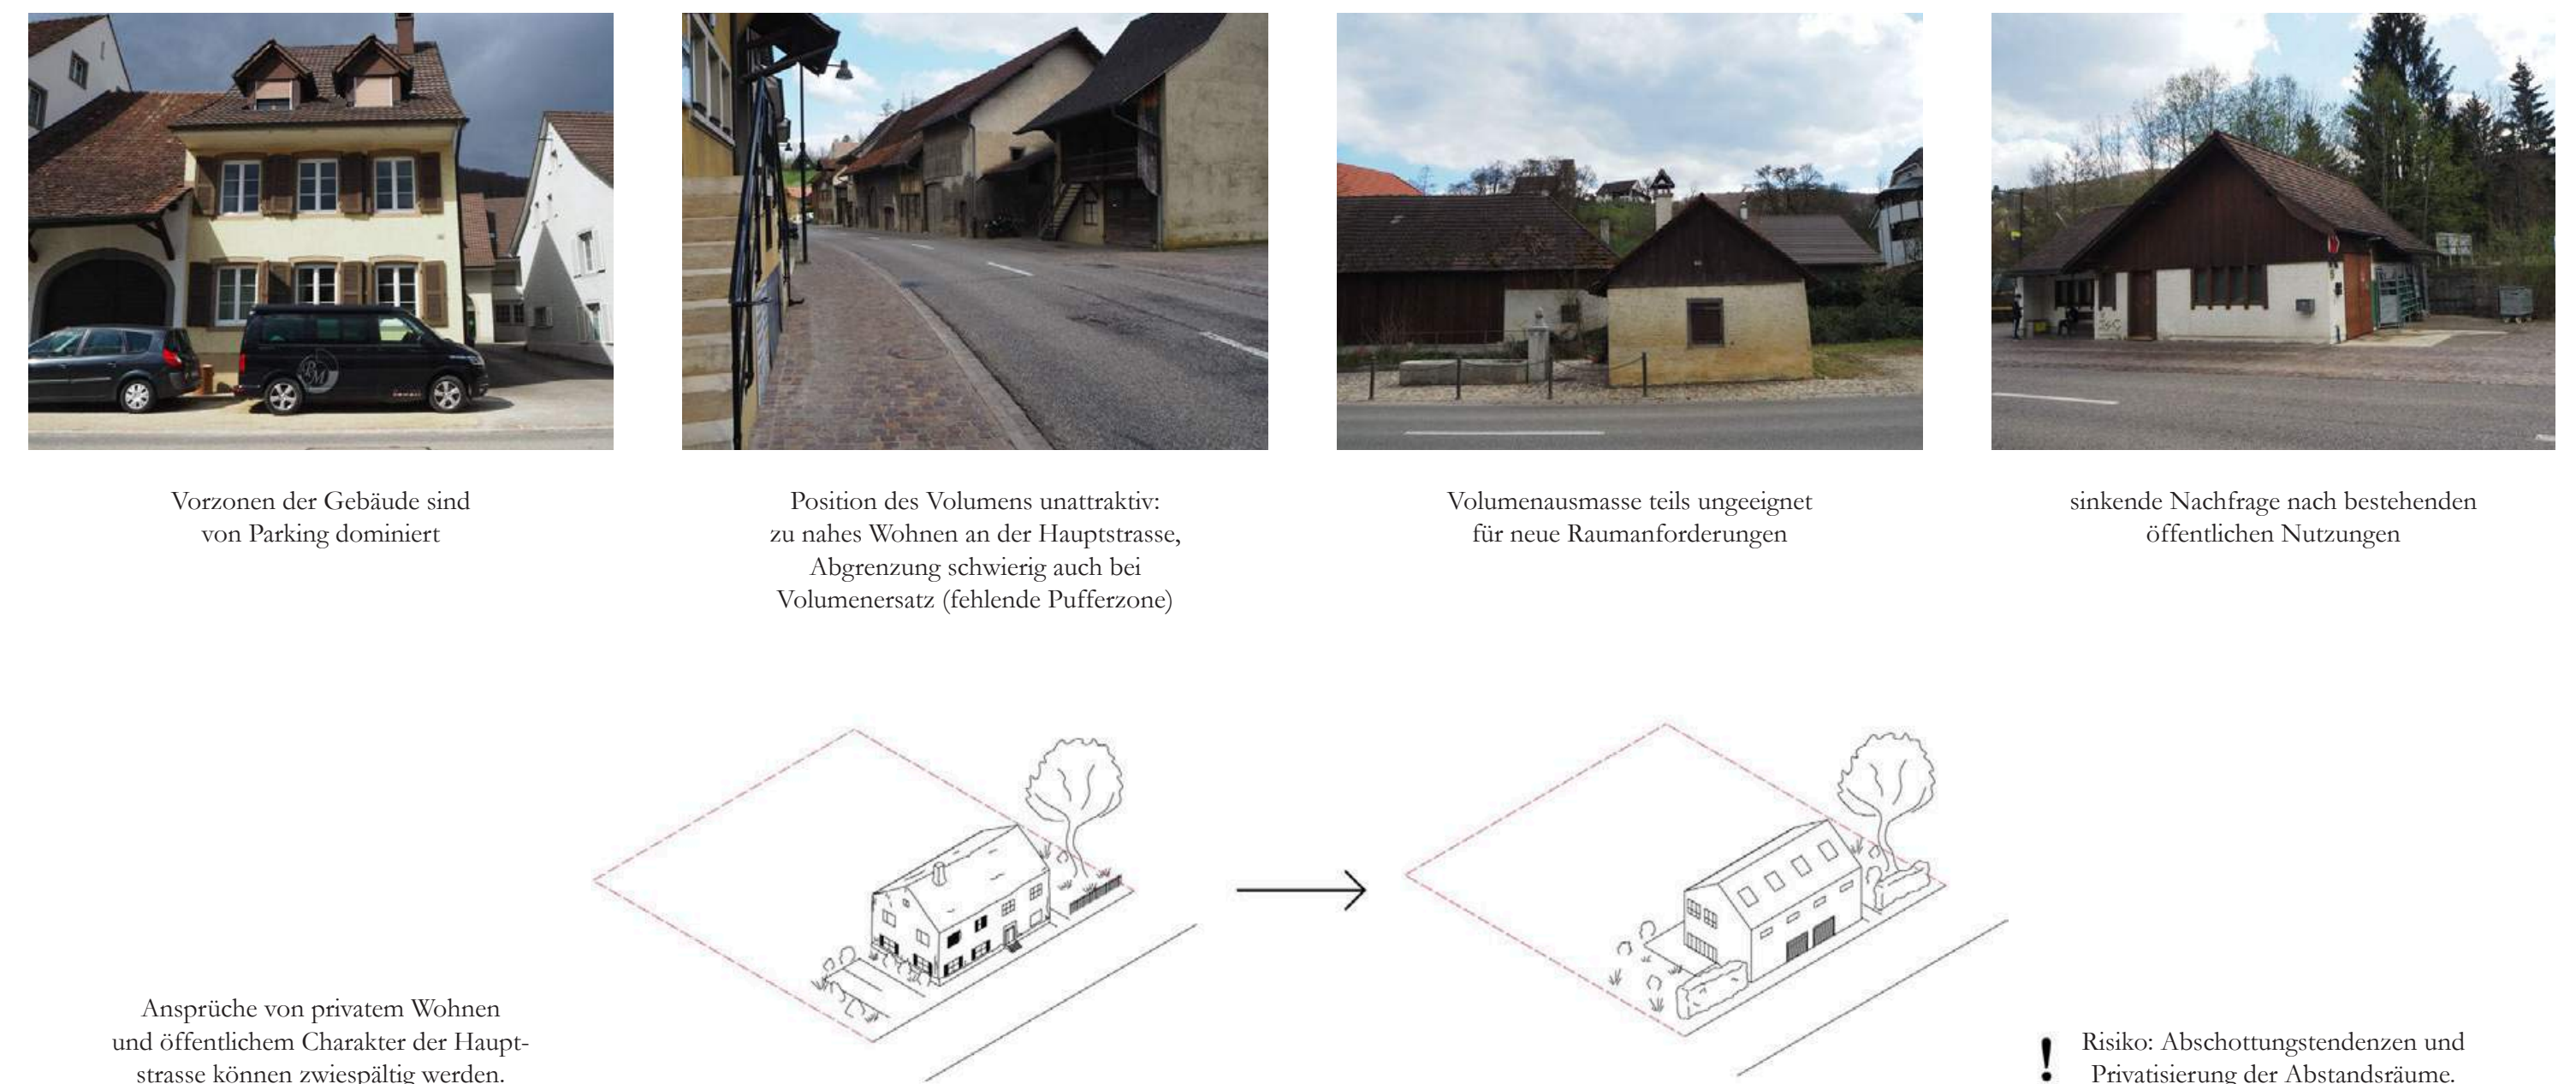 Vorzonen der Gebäude sind
von Parking dominiert
Position des Volumens unattraktiv:
zu nahes Wohnen an der Hauptstrasse,
Abgrenzung schwierig auch bei
Volumenersatz (fehlende Pufferzone)
Volumenausmasse teils ungeeignet
für neue Raumanforderungen
sinkende Nachfrage nach bestehenden
öffentlichen Nutzungen
Ansprüche von privatem Wohnen
und öffentlichem Charakter der Haupt-
strasse können zwiespältig werden.
! Risiko: Abschottungstendenzen und
Privatisierung der Abstandsräume.